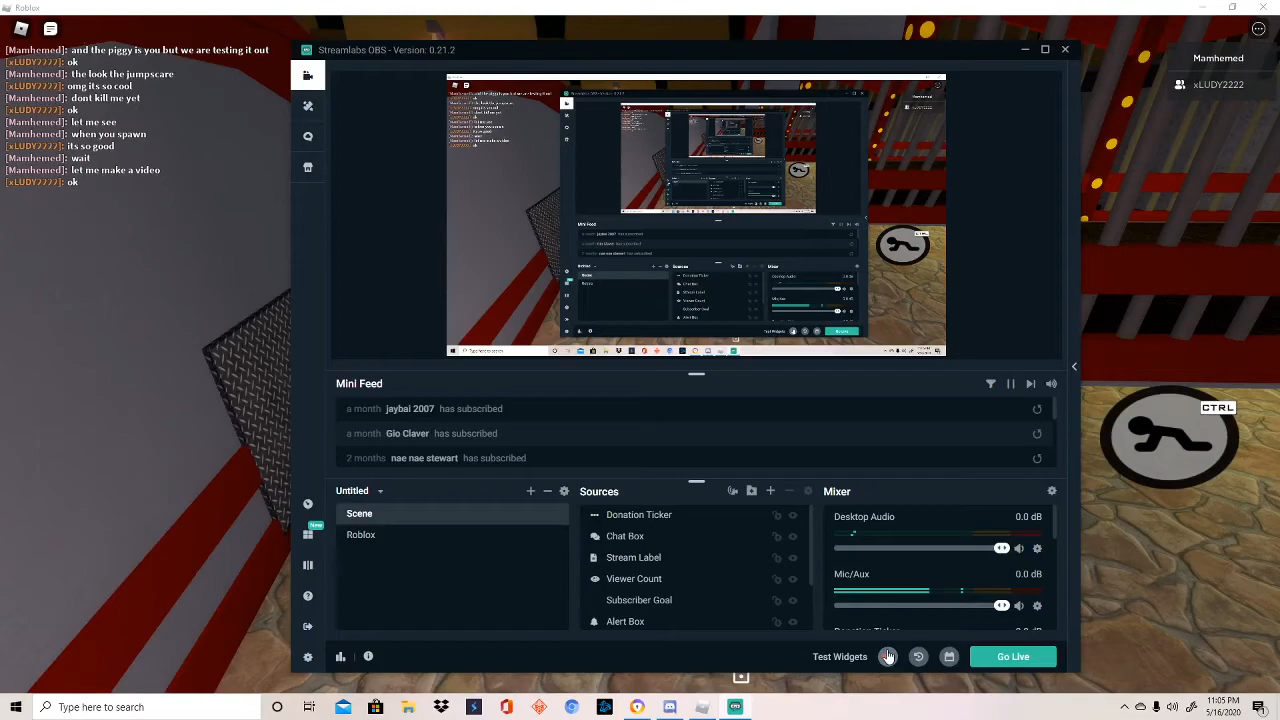 Roblox
[Mamhemed]: and the piggy is you but we are testing it out
[xLUDY2222]: ok
[Mamhemed]: the look the jumpscare
[xLUDY2222]: omg its so cool
[Mamhemed]: dont kill me yet
[xLUDY2222]: ok
[Mamhemed]: let me see
[Mamhemed]: when you spawn
[xLUDY2222]: its so good
[Mamhemed]: wait
[Mamhemed]: let me make a video
[xLUDY2222]: ok
Mamhemed
xLUDY2222
CTRL
Streamlabs OBS - Version: 0.21.2
Mini Feed
a month jaybai 2007 has subscribed
a month Gio Claver has subscribed
2 months nae nae stewart has subscribed
New
Untitled
Scene
Roblox
Sources
Donation Ticker
Chat Box
Stream Label
Viewer Count
Subscriber Goal
Alert Box
Mixer
Desktop Audio 0.0 dB
Mic/Aux 0.0 dB
Test Widgets
Go Live
Type here to search
11:05 PM
5/16/2020